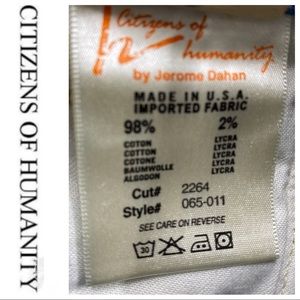 CITIZENS OF HUMANITY
Citizens of
humanity
by Jerome Dahan
MADE IN U.S.A.
IMPORTED FABRIC
98% 2%
COTON LYCRA
COTTON LYCRA
COTONE LYCRA
BAUMWOLLE LYCRA
ALGODON LYCRA
Cut# 2264
Style# 065-011
SEE CARE ON REVERSE
30